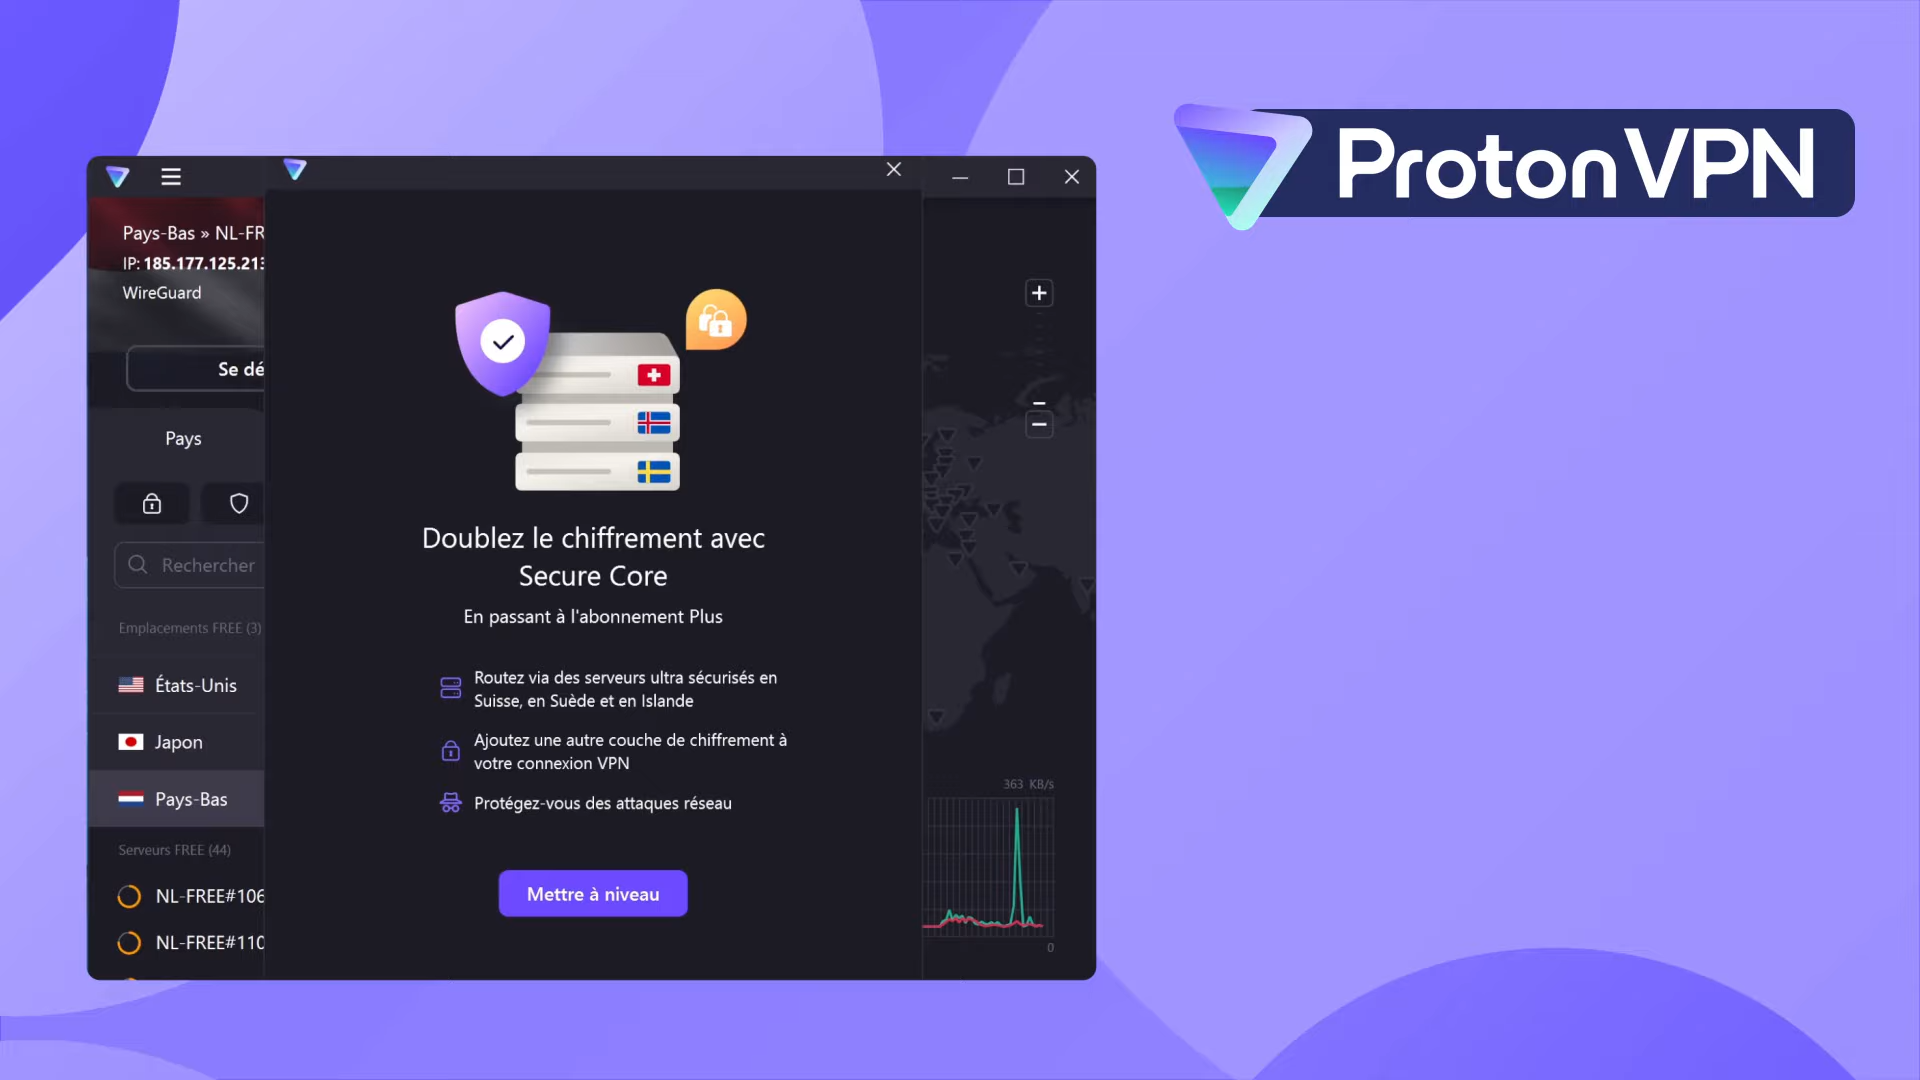 ProtonVPN
Pays-Bas » NL-FR
IP: 185.177.125.213
WireGuard
Se dé
Pays
Rechercher
Emplacements FREE (3)
États-Unis
Japon
Pays-Bas
Serveurs FREE (44)
NL-FREE#106
NL-FREE#110
Doublez le chiffrement avec
Secure Core
En passant à l'abonnement Plus
Routez via des serveurs ultra sécurisés en
Suisse, en Suède et en Islande
Ajoutez une autre couche de chiffrement à
votre connexion VPN
Protégez-vous des attaques réseau
Mettre à niveau
363 KB/s
0